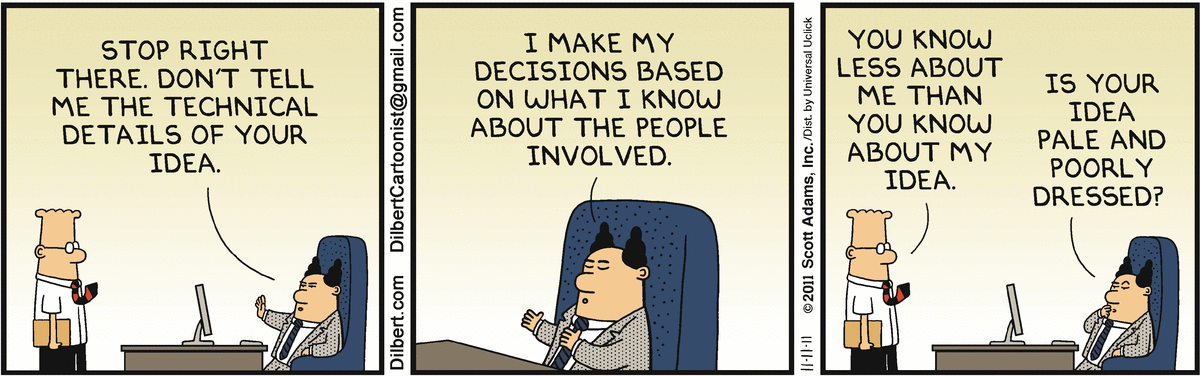 STOP RIGHT
THERE. DON'T TELL
ME THE TECHNICAL
DETAILS OF YOUR
IDEA.
Dilbert.com DilbertCartoonist@gmail.com
I MAKE MY
DECISIONS BASED
ON WHAT I KNOW
ABOUT THE PEOPLE
INVOLVED.
11-11-11 ©2011 Scott Adams, Inc. /Dist. by Universal Uclick
YOU KNOW
LESS ABOUT
ME THAN
YOU KNOW
ABOUT MY
IDEA.
IS YOUR
IDEA
PALE AND
POORLY
DRESSED?